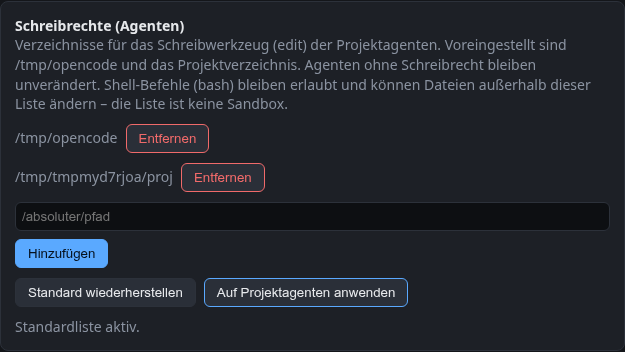 Schreibrechte (Agenten)
Verzeichnisse für das Schreibwerkzeug (edit) der Projektagenten. Voreingestellt sind
/tmp/opencode und das Projektverzeichnis. Agenten ohne Schreibrecht bleiben
unverändert. Shell-Befehle (bash) bleiben erlaubt und können Dateien außerhalb dieser
Liste ändern – die Liste ist keine Sandbox.
/tmp/opencode Entfernen
/tmp/tmpmyd7rjoa/proj Entfernen
/absoluter/pfad
Hinzufügen
Standard wiederherstellen Auf Projektagenten anwenden
Standardliste aktiv.